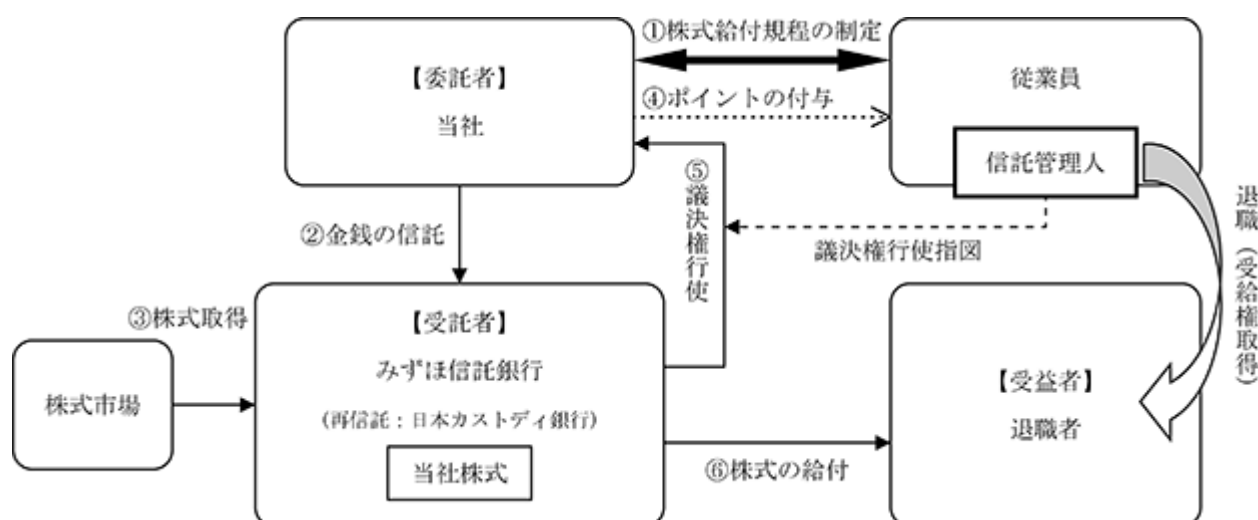 ①株式給付規程の制定
【委託者】
当社
従業員
④ポイントの付与
信託管理人
⑤議決権行使
②金銭の信託
議決権行使指図
退職（受給権取得）
③株式取得
【受託者】
みずほ信託銀行
(再信託：日本カストディ銀行)
当社株式
株式市場
【受益者】
退職者
⑥株式の給付